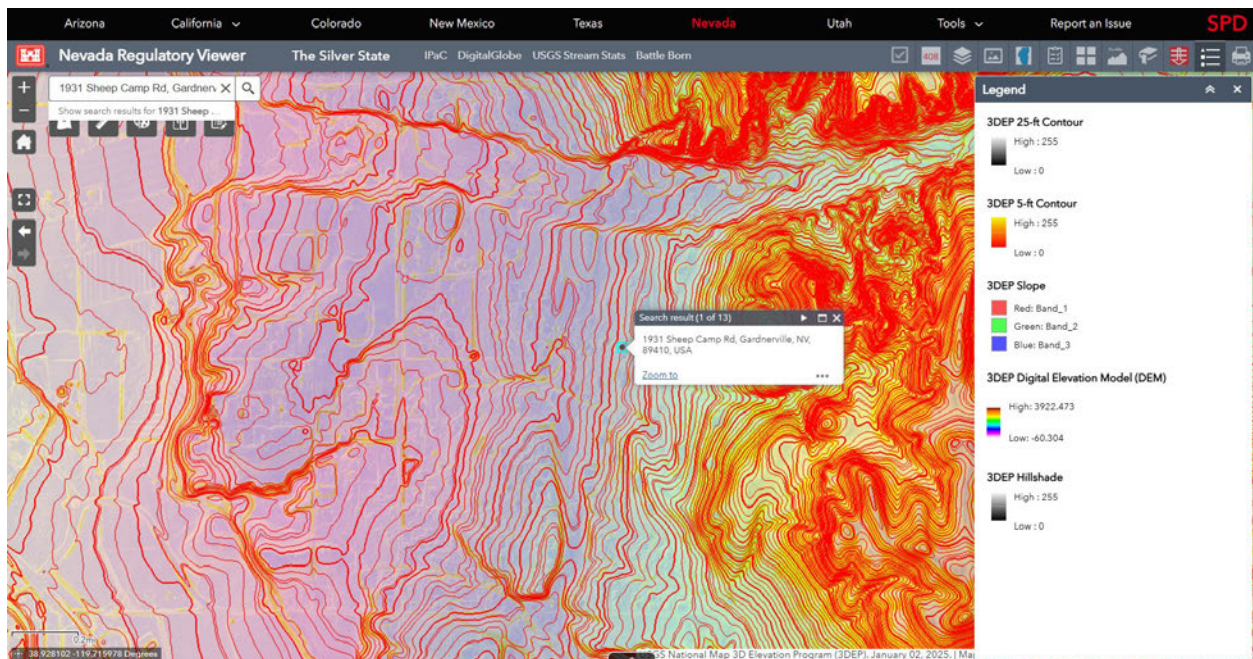 Arizona California Colorado New Mexico Texas Nevada Utah Tools Report an Issue SPD
Nevada Regulatory Viewer The Silver State IPaC DigitalGlobe USGS Stream Stats Battle Born 408
1931 Sheep Camp Rd, Gardnerv
Show search results for 1931 Sheep ...
Legend
3DEP 25-ft Contour
High : 255
Low : 0
3DEP 5-ft Contour
High : 255
Low : 0
3DEP Slope
Red: Band_1
Green: Band_2
Blue: Band_3
3DEP Digital Elevation Model (DEM)
High: 3922.473
Low: -60.304
3DEP Hillshade
High : 255
Low : 0
Search result (1 of 13)
1931 Sheep Camp Rd, Gardnerville, NV,
89410, USA
Zoom to
0.2mi
38.928102 -119.715978 Degrees
USGS National Map 3D Elevation Program (3DEP). January 02, 2025. | Map